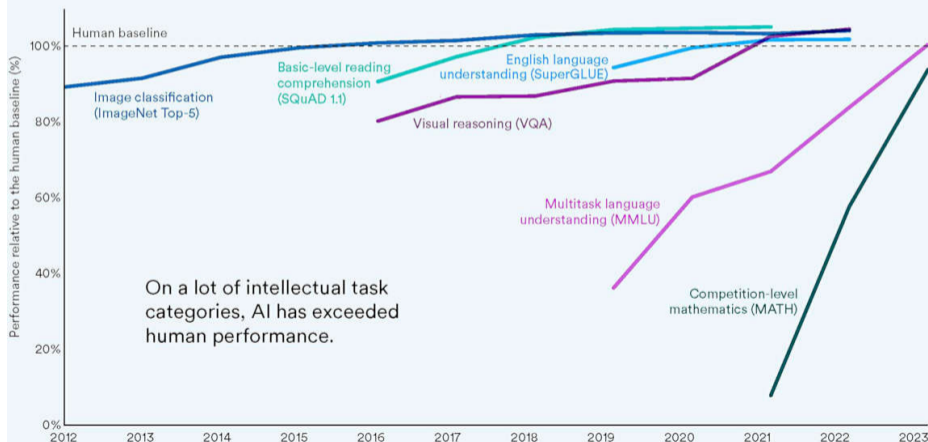 Human baseline
100%
80%
60%
40%
20%
0%
Performance relative to the human baseline (%)
Image classification
(ImageNet Top-5)
Basic-level reading
comprehension
(SQuAD 1.1)
English language
understanding (SuperGLUE)
Visual reasoning (VQA)
Multitask language
understanding (MMLU)
Competition-level
mathematics (MATH)
On a lot of intellectual task
categories, AI has exceeded
human performance.
2012 2013 2014 2015 2016 2017 2018 2019 2020 2021 2022 2023